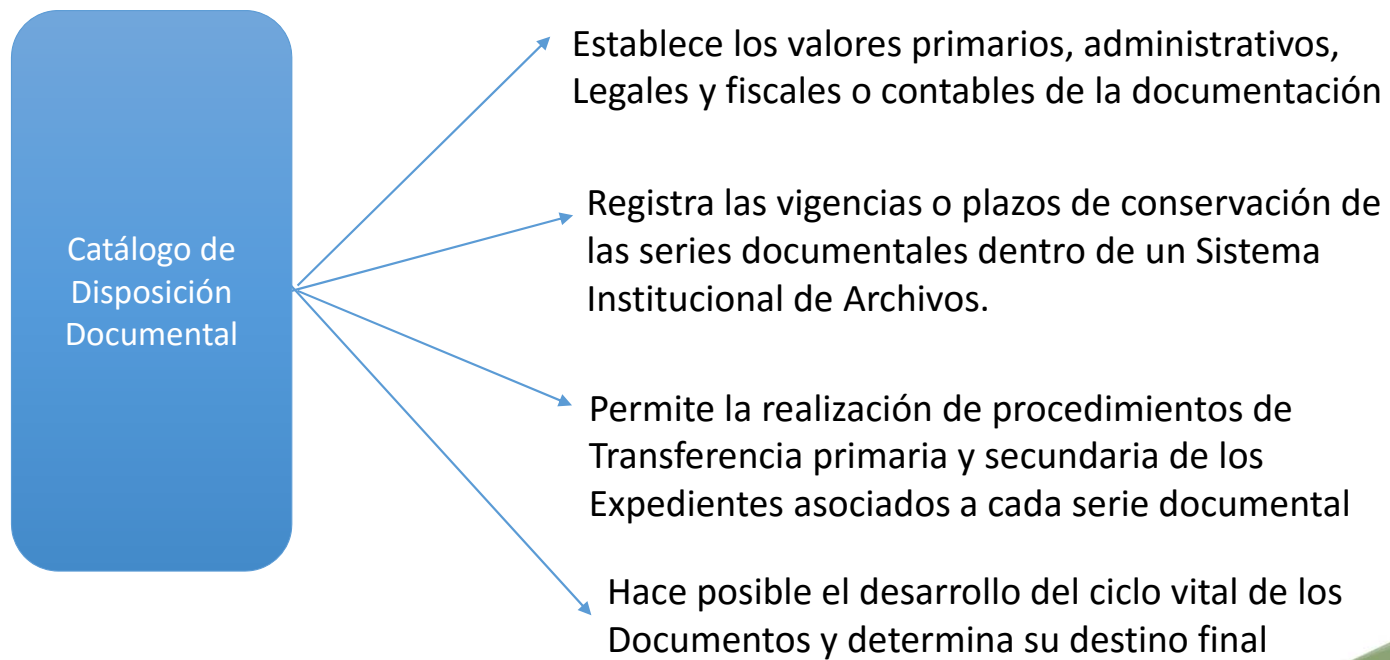 Catálogo de
Disposición
Documental
Establece los valores primarios, administrativos,
Legales y fiscales o contables de la documentación
Registra las vigencias o plazos de conservación de
las series documentales dentro de un Sistema
Institucional de Archivos.
Permite la realización de procedimientos de
Transferencia primaria y secundaria de los
Expedientes asociados a cada serie documental
Hace posible el desarrollo del ciclo vital de los
Documentos y determina su destino final